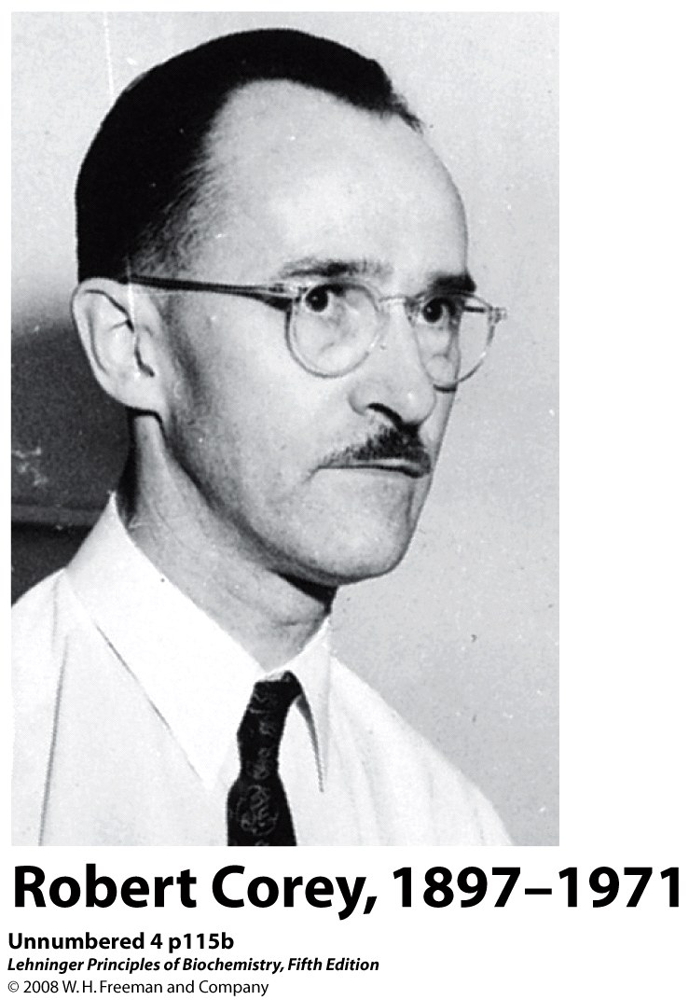 Robert Corey, 1897–1971
Unnumbered 4 p115b
Lehninger Principles of Biochemistry, Fifth Edition
© 2008 W. H. Freeman and Company